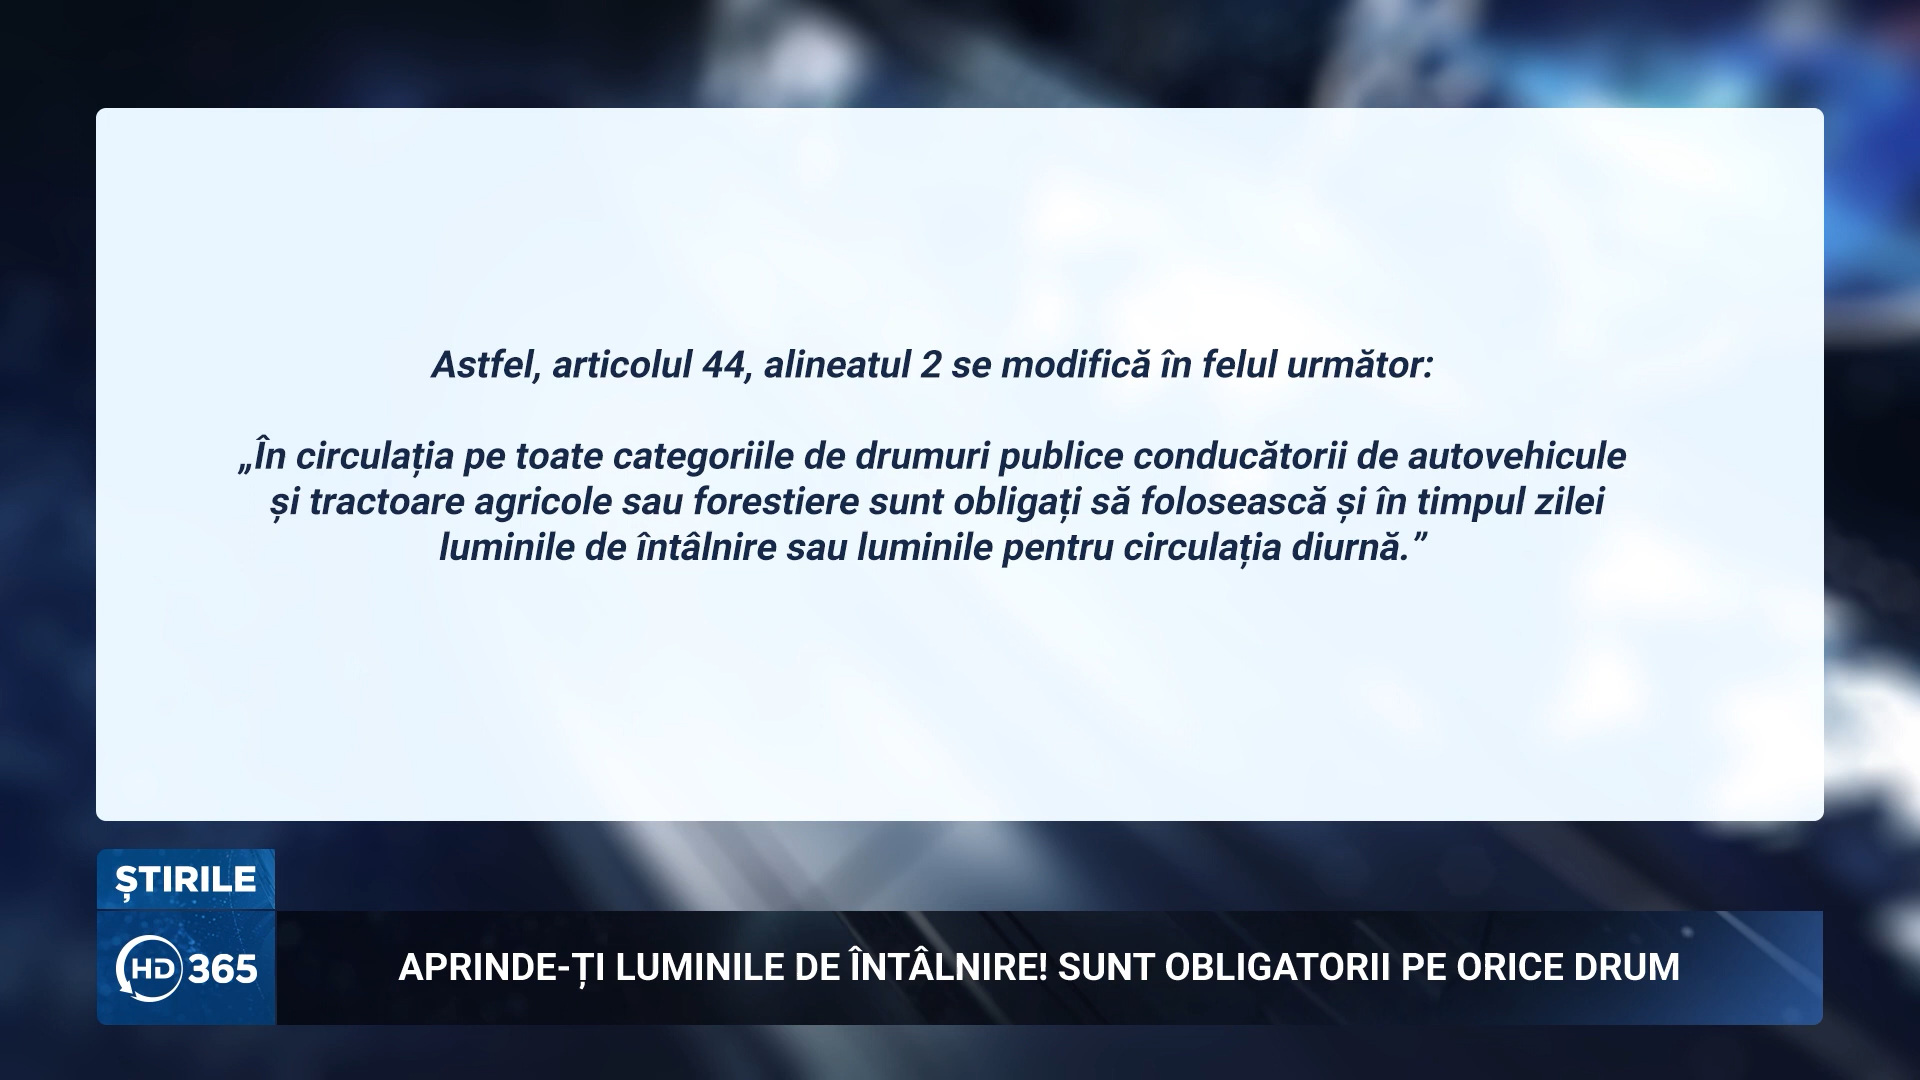 Astfel, articolul 44, alineatul 2 se modifică în felul următor:
„În circulația pe toate categoriile de drumuri publice conducătorii de autovehicule
și tractoare agricole sau forestiere sunt obligați să folosească și în timpul zilei
luminile de întâlnire sau luminile pentru circulația diurnă.”
ȘTIRILE
HD 365
APRINDE-ȚI LUMINILE DE ÎNTÂLNIRE! SUNT OBLIGATORII PE ORICE DRUM